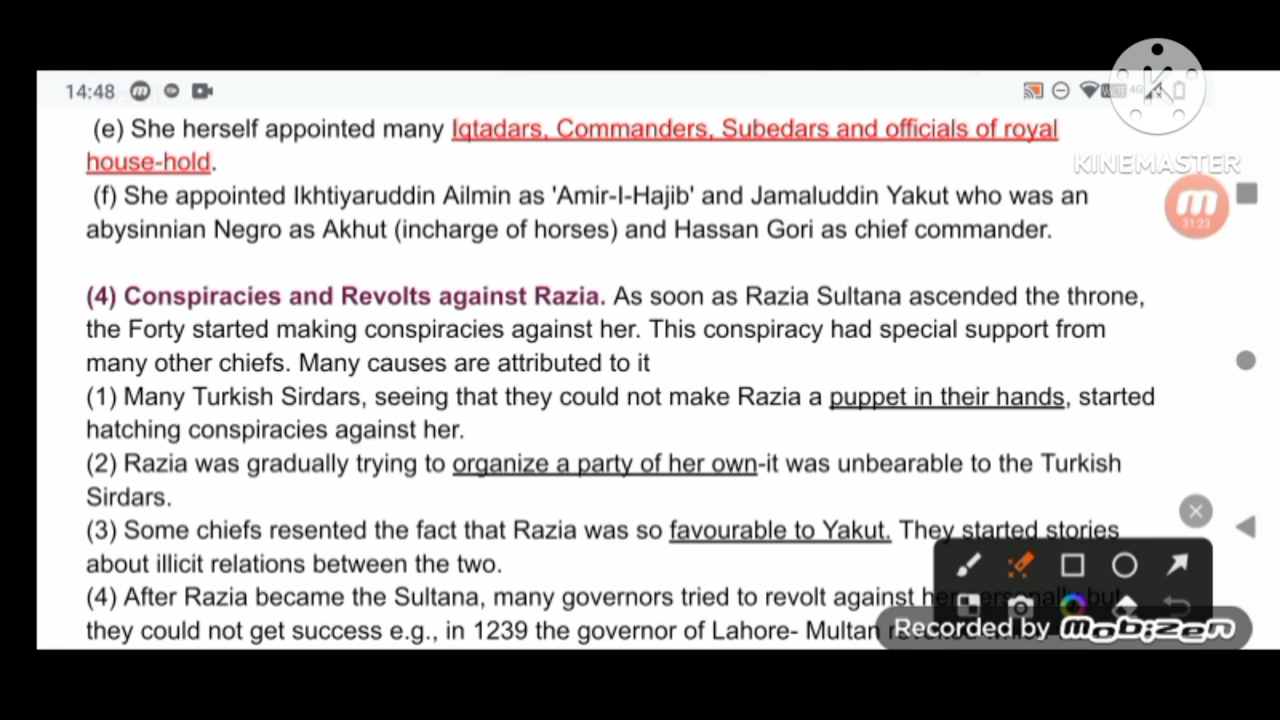 14:48
KINEMASTER
31:23
(e) She herself appointed many Iqtadars, Commanders, Subedars and officials of royal
house-hold.
(f) She appointed Ikhtiyaruddin Ailmin as 'Amir-I-Hajib' and Jamaluddin Yakut who was an
abysinnian Negro as Akhut (incharge of horses) and Hassan Gori as chief commander.
(4) Conspiracies and Revolts against Razia. As soon as Razia Sultana ascended the throne,
the Forty started making conspiracies against her. This conspiracy had special support from
many other chiefs. Many causes are attributed to it
(1) Many Turkish Sirdars, seeing that they could not make Razia a puppet in their hands, started
hatching conspiracies against her.
(2) Razia was gradually trying to organize a party of her own-it was unbearable to the Turkish
Sirdars.
(3) Some chiefs resented the fact that Razia was so favourable to Yakut. They started stories
about illicit relations between the two.
(4) After Razia became the Sultana, many governors tried to revolt against her personally but
they could not get success e.g., in 1239 the governor of Lahore- Multan
Recorded by mobizen